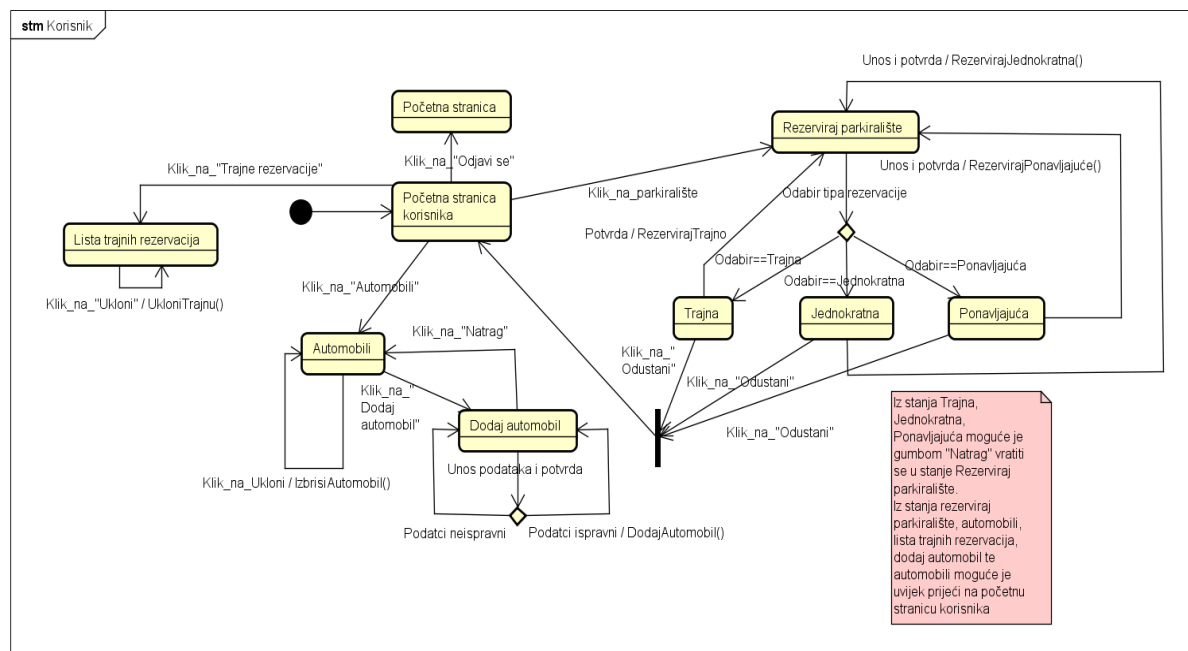 stm Korisnik
Unos i potvrda / RezervirajJednokratna()
Početna stranica
Rezerviraj parkiralište
Klik_na_"Odjavi se"
Klik_na_"Trajne rezervacije"
Unos i potvrda / RezervirajPonavljajuće()
Početna stranica
korisnika
Klik_na_parkiralište
Odabir tipa rezervacije
Lista trajnih rezervacija
Potvrda / RezervirajTrajno
Odabir==Trajna
Odabir==Ponavljajuća
Odabir==Jednokratna
Klik_na_"Ukloni" / UkloniTrajnu()
Klik_na_"Automobili"
Trajna
Jednokratna
Ponavljajuća
Klik_na_"Natrag"
Automobili
Klik_na_"
Odustani"
Klik_na_"Odustani"
Klik_na_"
Dodaj
automobil"
Dodaj automobil
Klik_na_"Odustani"
Unos podataka i potvrda
Klik_na_Ukloni / IzbrisiAutomobil()
Podatci neispravni
Podatci ispravni / DodajAutomobil()
Iz stanja Trajna,
Jednokratna,
Ponavljajuća moguće je
gumbom "Natrag" vratiti
se u stanje Rezerviraj
parkiralište.
Iz stanja rezerviraj
parkiralište, automobili,
lista trajnih rezervacija,
dodaj automobil te
automobili moguće je
uvijek prijeći na početnu
stranicu korisnika